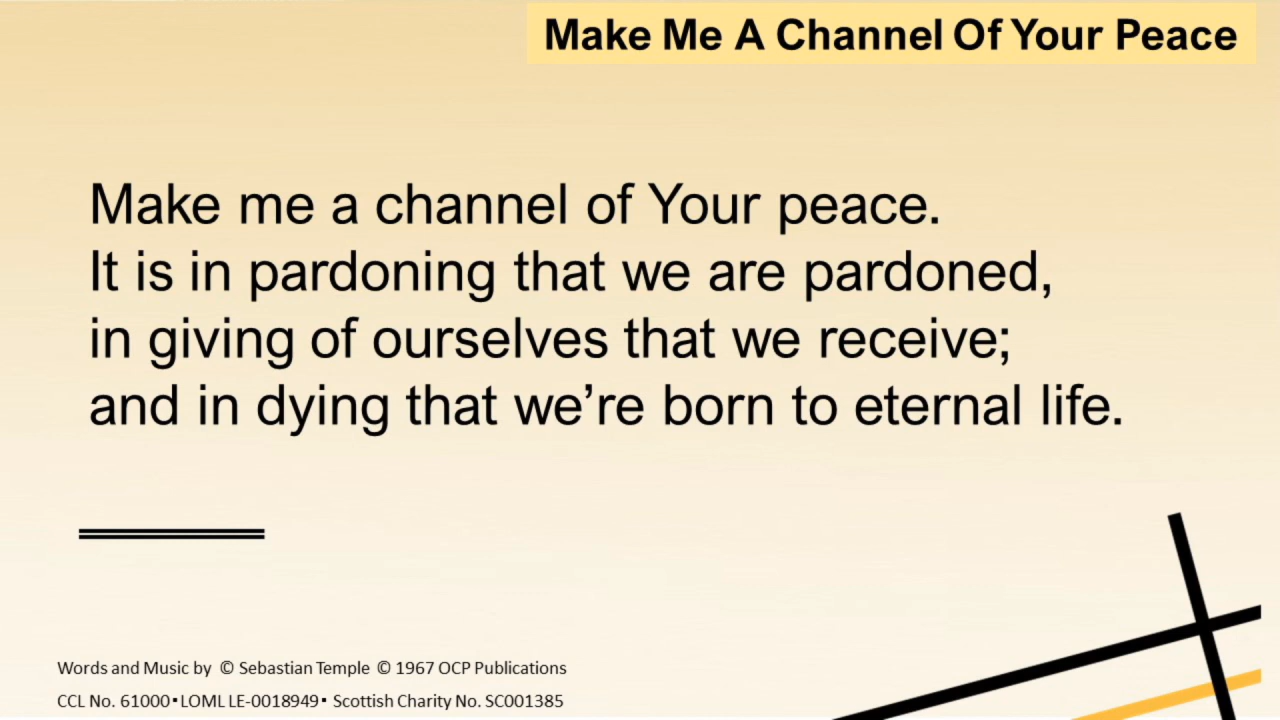 Make Me A Channel Of Your Peace
Make me a channel of Your peace.
It is in pardoning that we are pardoned,
in giving of ourselves that we receive;
and in dying that we’re born to eternal life.
Words and Music by © Sebastian Temple © 1967 OCP Publications
CCL No. 61000▪LOML LE-0018949▪ Scottish Charity No. SC001385